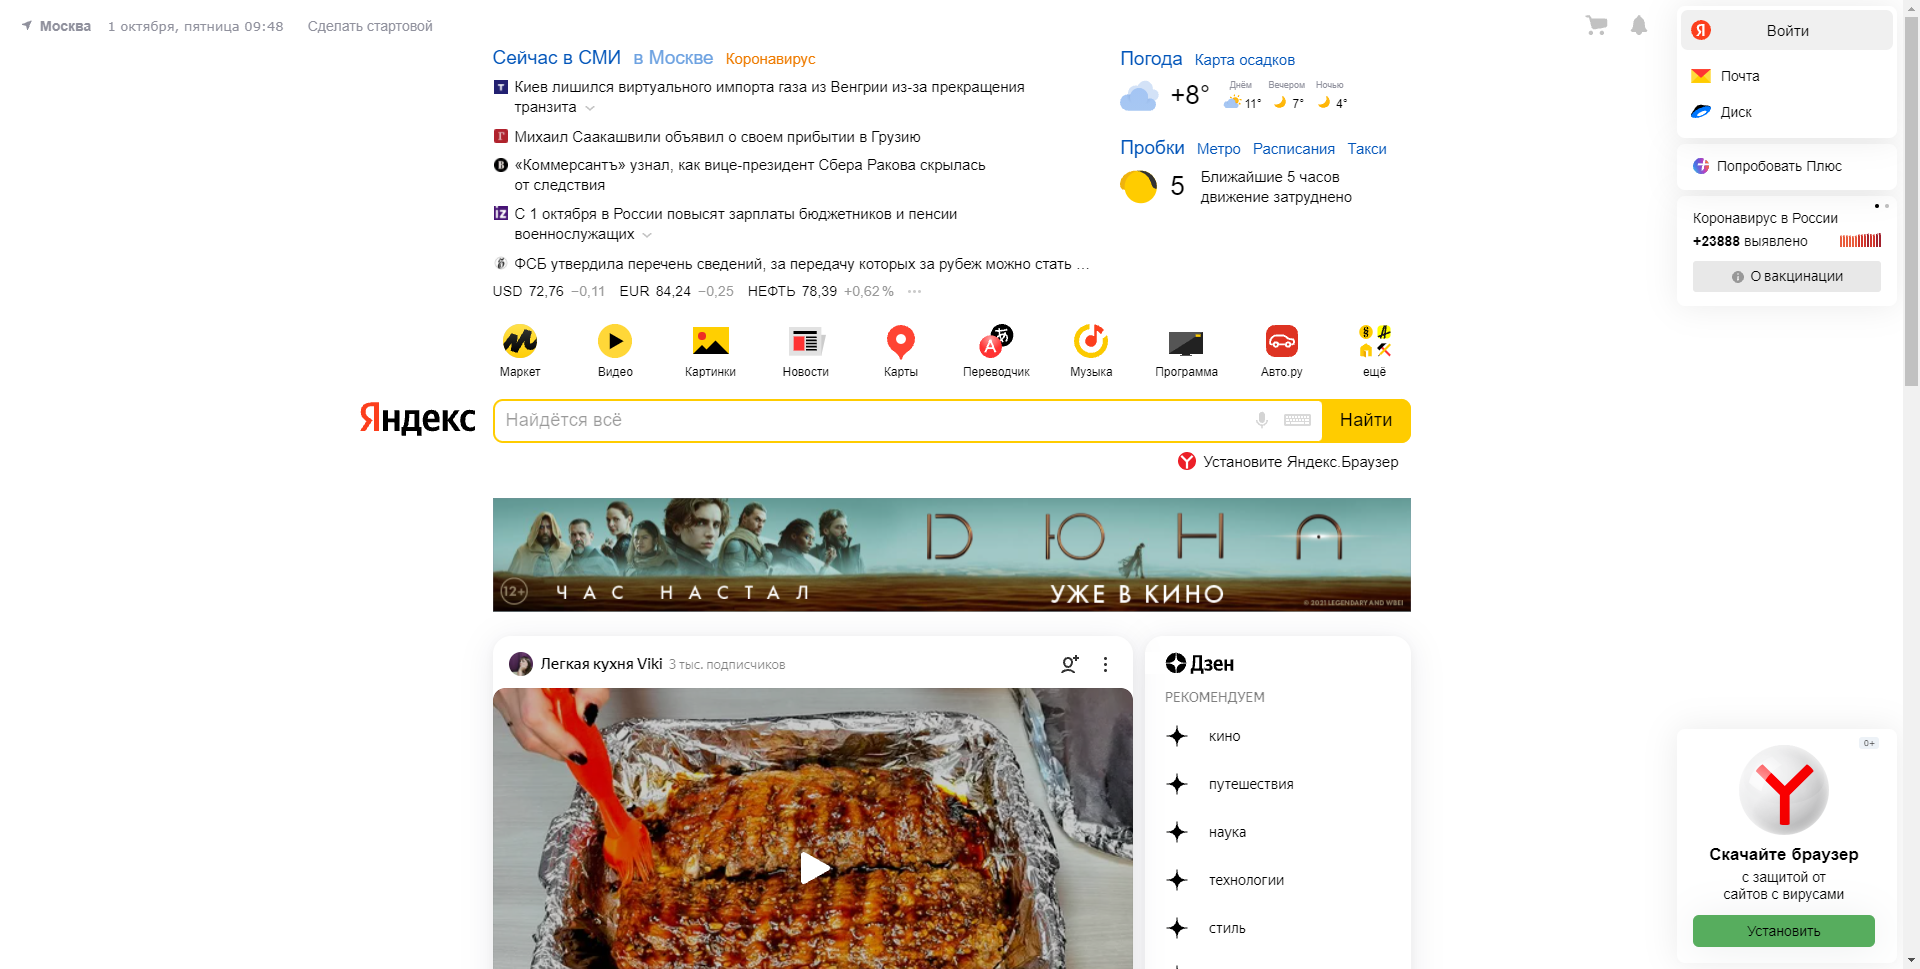 Москва 1 октября, пятница 09:48 Сделать стартовой
Сейчас в СМИ в Москве Коронавирус
Киев лишился виртуального импорта газа из Венгрии из-за прекращения
транзита
Михаил Саакашвили объявил о своем прибытии в Грузию
«Коммерсантъ» узнал, как вице-президент Сбера Ракова скрылась
от следствия
С 1 октября в России повысят зарплаты бюджетников и пенсии
военнослужащих
ФСБ утвердила перечень сведений, за передачу которых за рубеж можно стать ...
USD 72,76 −0,11 EUR 84,24 −0,25 НЕФТЬ 78,39 +0,62% ...
Погода Карта осадков
+8° Днём 11° Вечером 7° Ночью 4°
Пробки Метро Расписания Такси
5 Ближайшие 5 часов
движение затруднено
Я Войти
Почта
Диск
Попробовать Плюс
Коронавирус в России
+23888 выявлено
О вакцинации
Маркет Видео Картинки Новости Карты Переводчик Музыка Программа Авто.ру ещё
Яндекс Найдётся всё Найти
Установите Яндекс.Браузер
ДЮНА
12+ ЧАС НАСТАЛ УЖЕ В КИНО
© 2021 LEGENDARY AND WBEI
Легкая кухня Viki 3 тыс. подписчиков
Дзен
РЕКОМЕНДУЕМ
кино
путешествия
наука
технологии
стиль
0+
Скачайте браузер
с защитой от
сайтов с вирусами
Установить